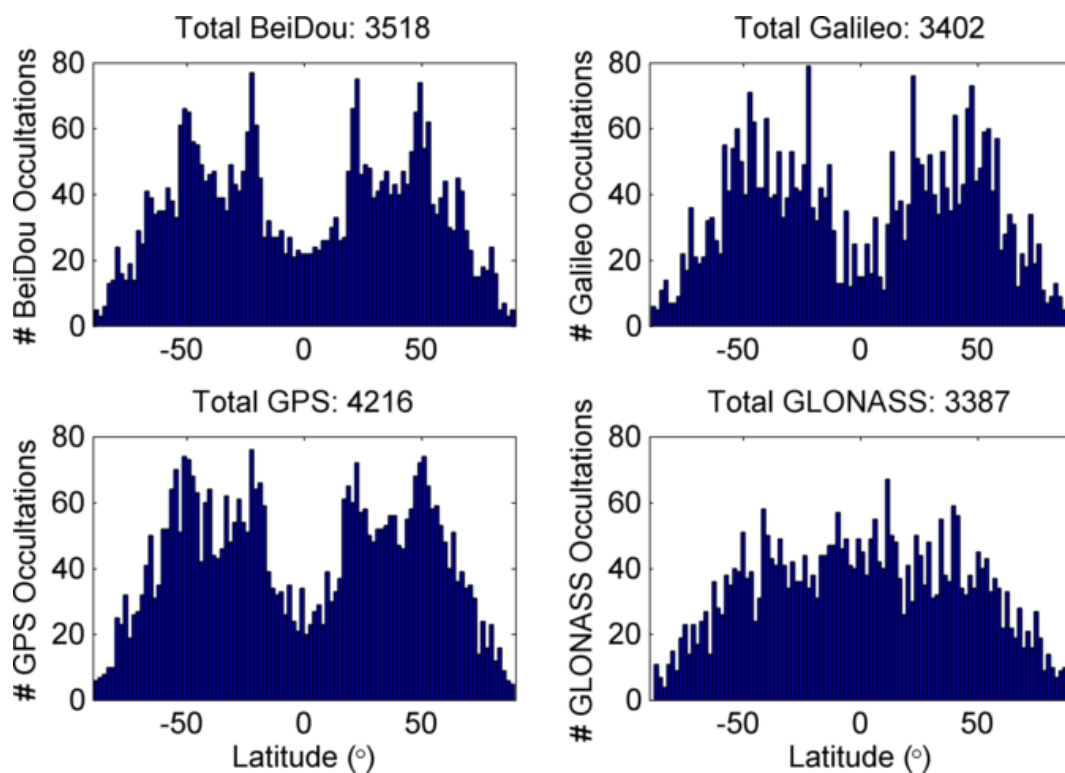 Total BeiDou: 3518
# BeiDou Occultations
80
60
40
20
0
-50 0 50
Total Galileo: 3402
# Galileo Occultations
80
60
40
20
0
-50 0 50
Total GPS: 4216
# GPS Occultations
80
60
40
20
0
-50 0 50
Latitude (°)
Total GLONASS: 3387
# GLONASS Occultations
80
60
40
20
0
-50 0 50
Latitude (°)